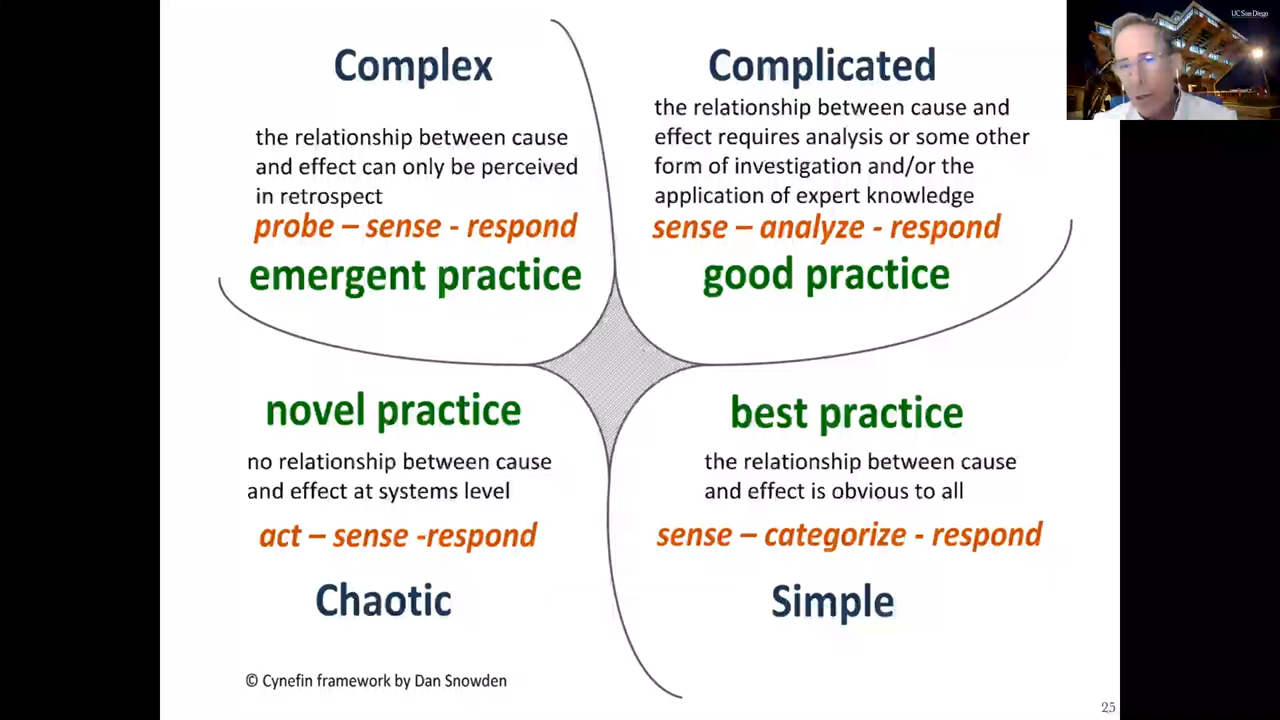 UC San Diego
Complex
the relationship between cause
and effect can only be perceived
in retrospect
probe – sense - respond
emergent practice
Complicated
the relationship between cause and
effect requires analysis or some other
form of investigation and/or the
application of expert knowledge
sense – analyze - respond
good practice
novel practice
no relationship between cause
and effect at systems level
act – sense -respond
Chaotic
best practice
the relationship between cause
and effect is obvious to all
sense – categorize - respond
Simple
© Cynefin framework by Dan Snowden
25